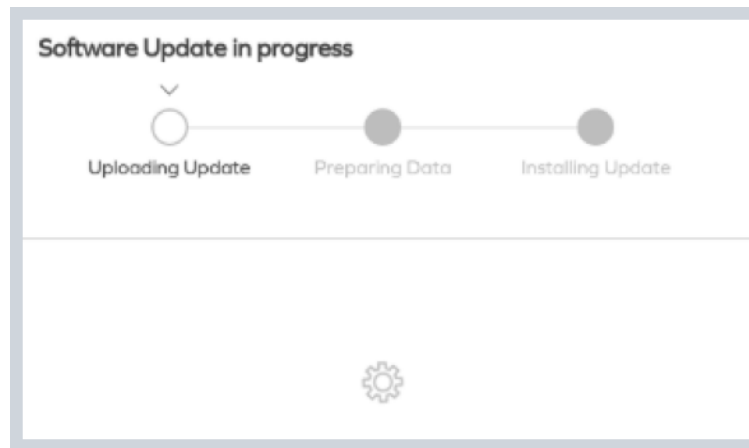 Software Update in progress
Uploading Update
Preparing Data
Installing Update